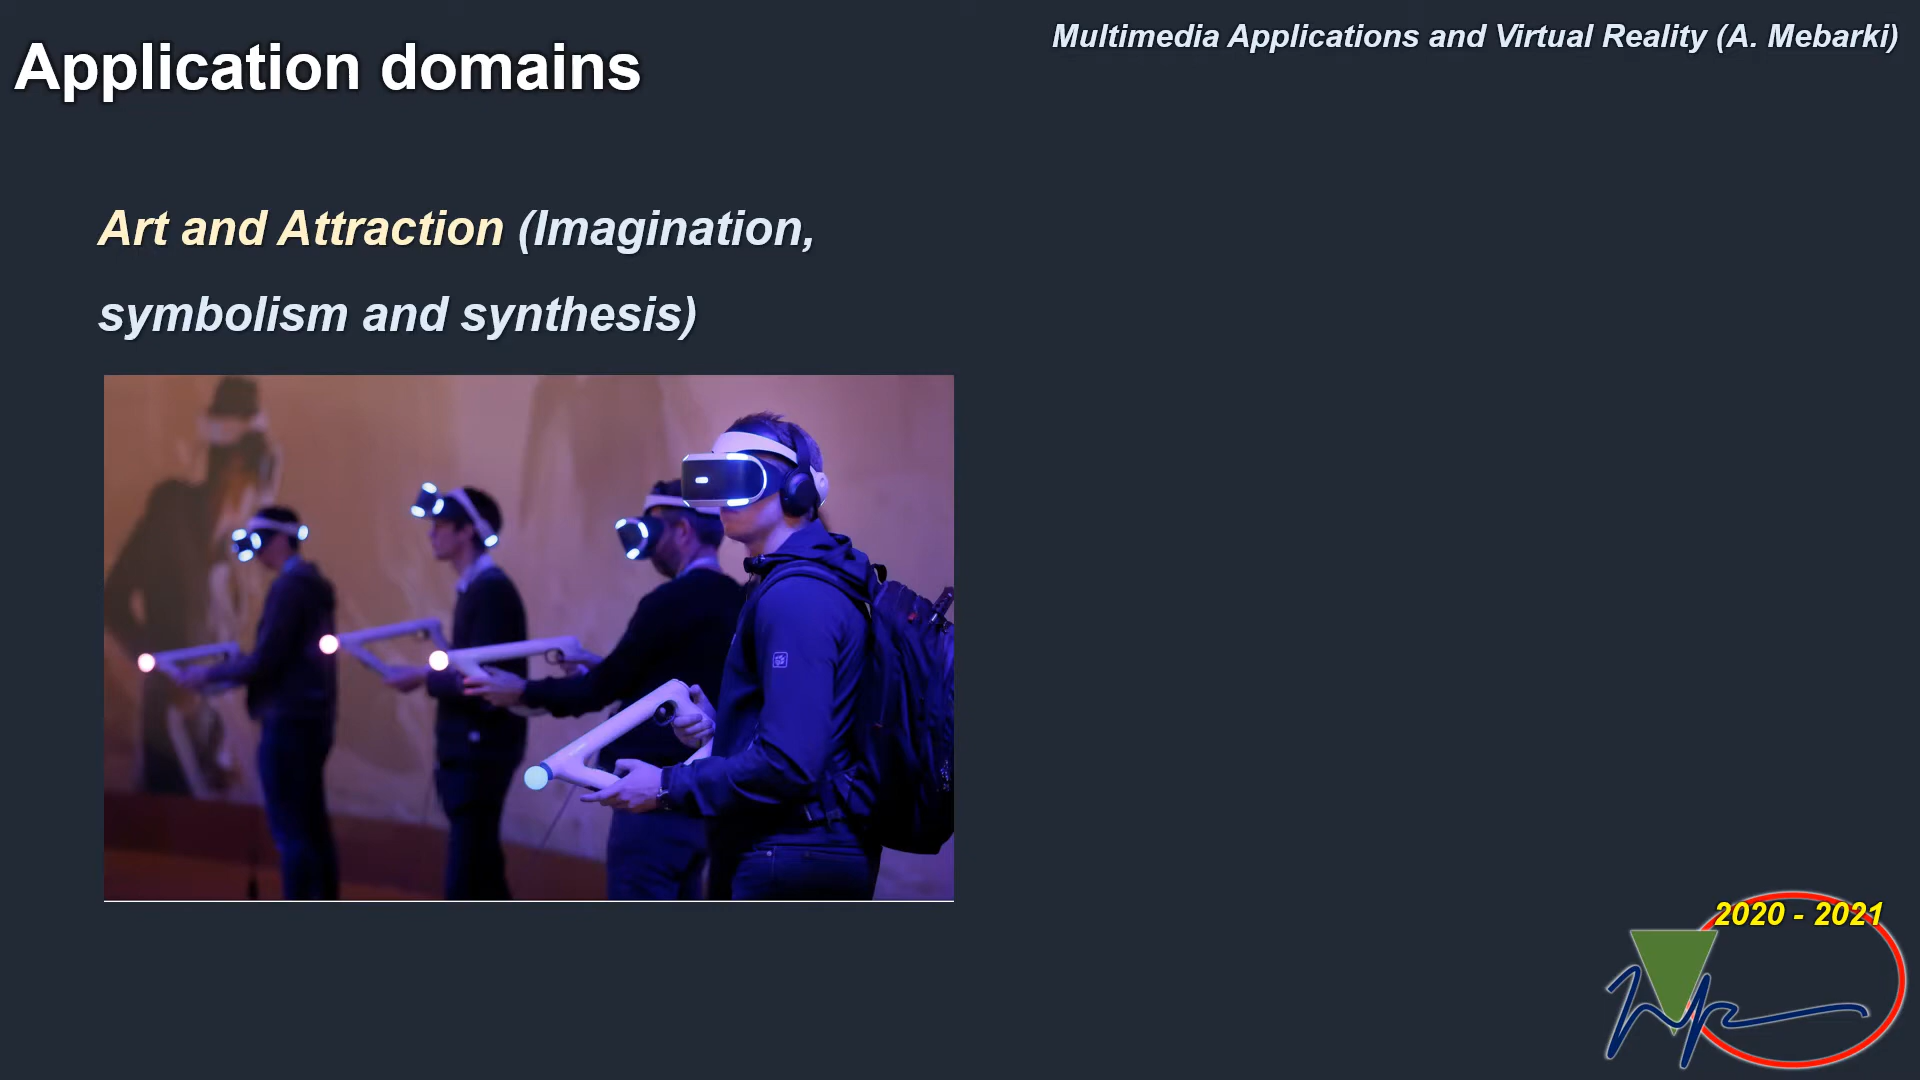 Multimedia Applications and Virtual Reality (A. Mebarki)
Application domains
Art and Attraction (Imagination,
symbolism and synthesis)
2020 - 2021